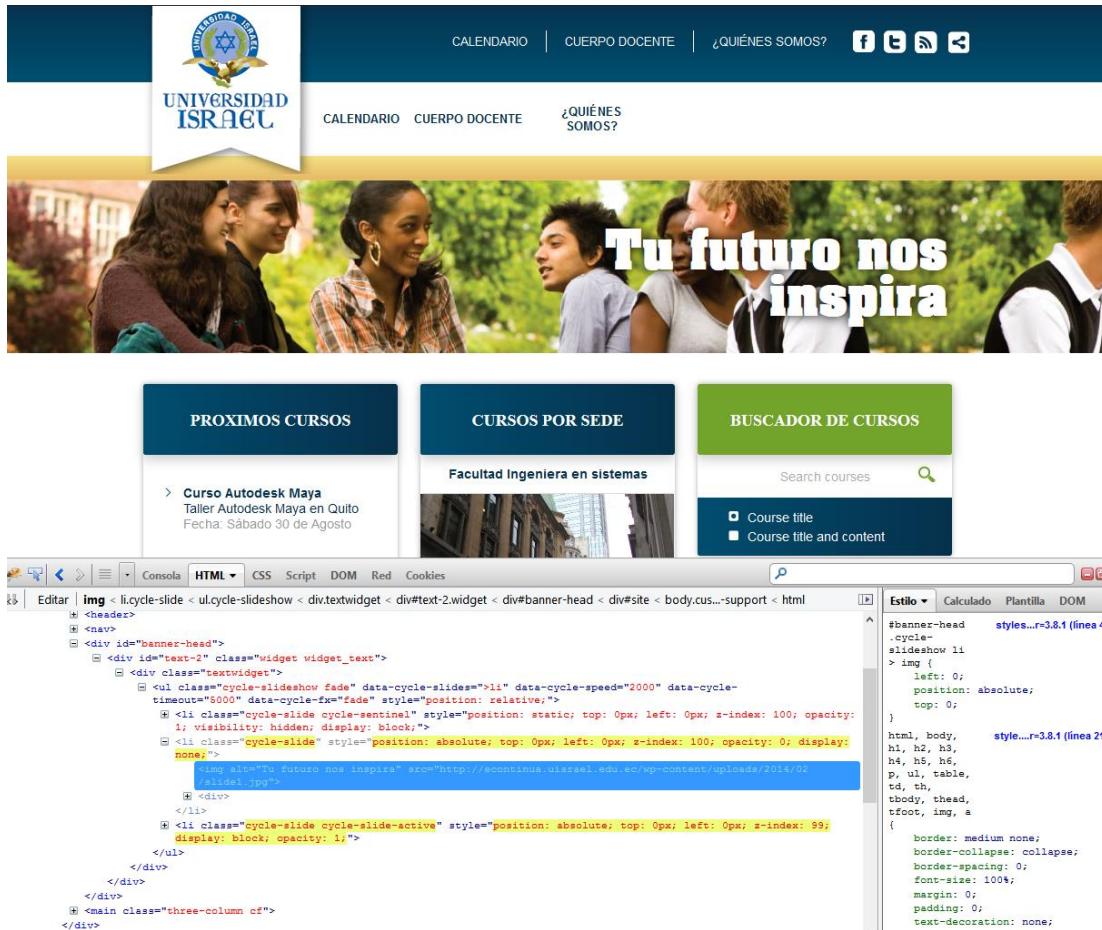 UNIVERSIDAD ISRAEL
UNIVERSIDAD
ISRAEL
CALENDARIO
CUERPO DOCENTE
¿QUIÉNES SOMOS?
CALENDARIO
CUERPO DOCENTE
¿QUIÉNES
SOMOS?
Tu futuro nos
inspira
PROXIMOS CURSOS
Curso Autodesk Maya
Taller Autodesk Maya en Quito
Fecha: Sábado 30 de Agosto
CURSOS POR SEDE
Facultad Ingeniera en sistemas
BUSCADOR DE CURSOS
Search courses
Course title
Course title and content
Consola HTML CSS Script DOM Red Cookies
Editar img < li.cycle-slide < ul.cycle-slideshow < div.textwidget < div#text-2.widget < div#banner-head < div#site < body.cus...-support < html
<header>
<nav>
<div id="banner-head">
<div id="text-2" class="widget widget_text">
<div class="textwidget">
<ul class="cycle-slideshow fade" data-cycle-slides=">li" data-cycle-speed="2000" data-cycle-
timeout="5000" data-cycle-fx="fade" style="position: relative;">
<li class="cycle-slide cycle-sentinel" style="position: static; top: 0px; left: 0px; z-index: 100; opacity:
1; visibility: hidden; display: block;">
<li class="cycle-slide" style="position: absolute; top: 0px; left: 0px; z-index: 100; opacity: 0; display:
none;">
<img alt="Tu futuro nos inspira" src="http://econtinua.uisrael.edu.ec/wp-content/uploads/2014/02
/slide1.jpg">
<div>
</li>
<li class="cycle-slide cycle-slide-active" style="position: absolute; top: 0px; left: 0px; z-index: 99;
display: block; opacity: 1;">
</ul>
</div>
</div>
</div>
<main class="three-column cf">
</div>
Estilo Calculado Plantilla DOM
#banner-head styles...r=3.8.1 (línea 4
.cycle-
slideshow li
> img {
left: 0;
position: absolute;
top: 0;
}
html, body, style....r=3.8.1 (línea 21
h1, h2, h3,
h4, h5, h6,
p, ul, table,
td, th,
tbody, thead,
tfoot, img, a
{
border: medium none;
border-collapse: collapse;
border-spacing: 0;
font-size: 100%;
margin: 0;
padding: 0;
text-decoration: none;